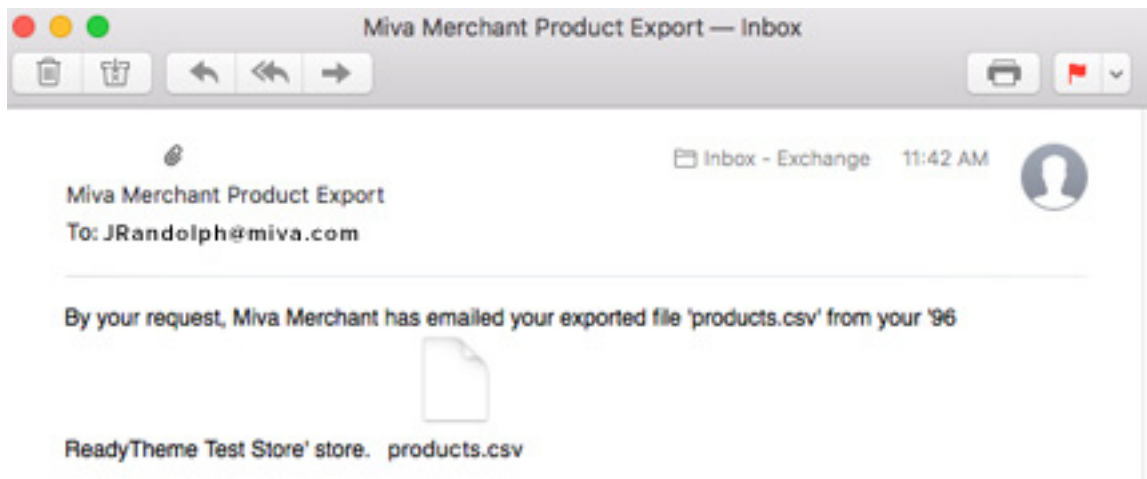 Miva Merchant Product Export — Inbox
Inbox - Exchange 11:42 AM
Miva Merchant Product Export
To: JRandolph@miva.com
By your request, Miva Merchant has emailed your exported file 'products.csv' from your '96
ReadyTheme Test Store' store. products.csv